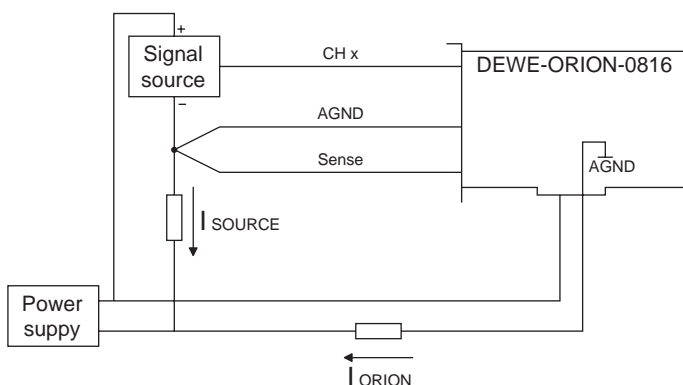 +
Signal
source
−
CH x
DEWE-ORION-0816
AGND
Sense
AGND
I SOURCE
Power
suppy
I ORION